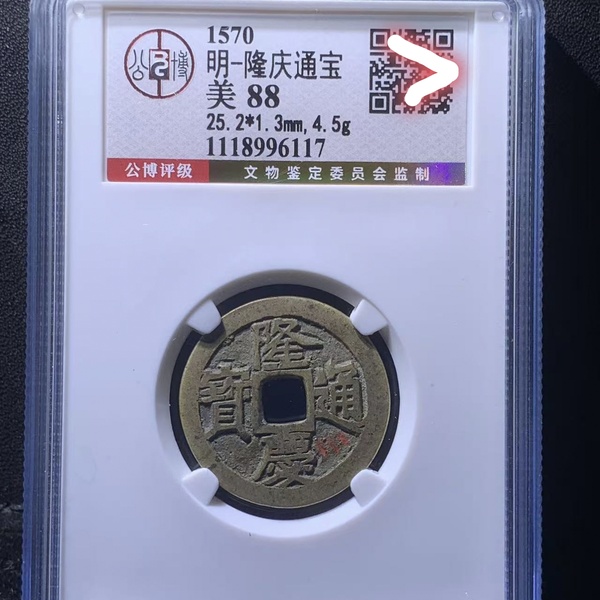 公博
1570
明-隆庆通宝
美 88
25.2*1.3mm,4.5g
1118996117
公博评级
文物鉴定委员会监制
隆慶通寶